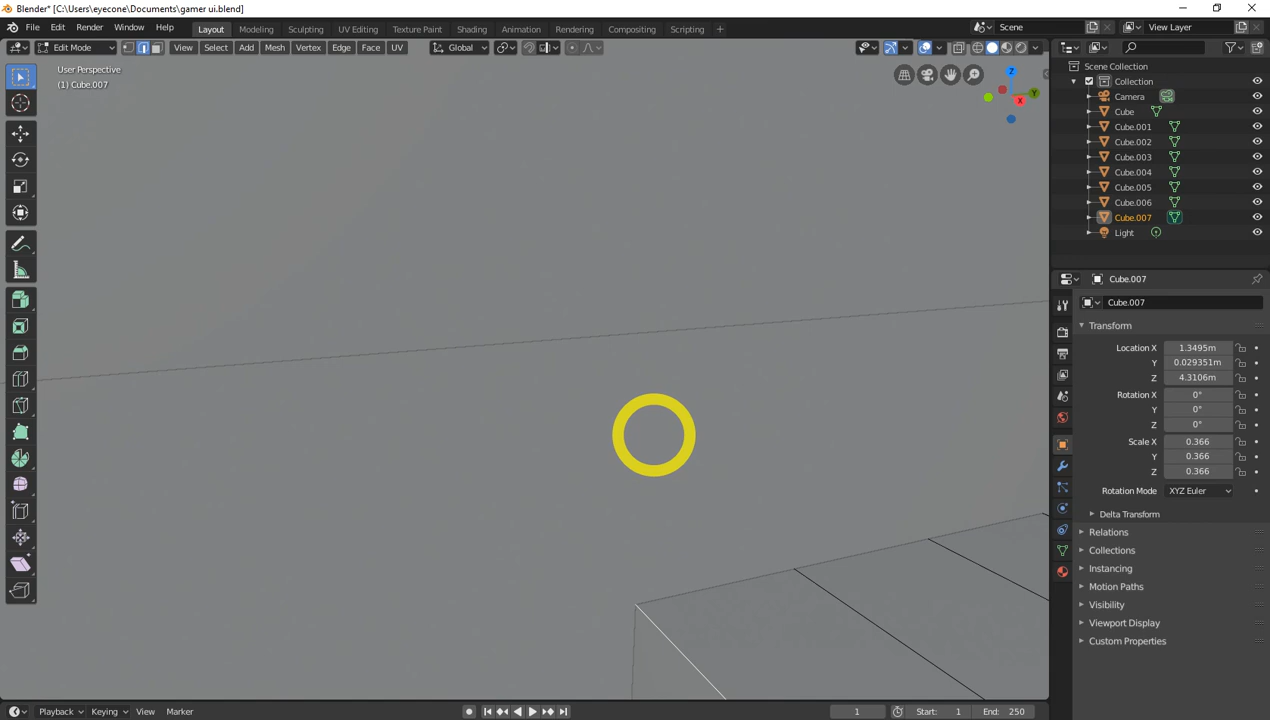 Blender* [C:\Users\eyecone\Documents\gamer ui.blend]
File Edit Render Window Help Layout Modeling Sculpting UV Editing Texture Paint Shading Animation Rendering Compositing Scripting + Scene View Layer
Edit Mode View Select Add Mesh Vertex Edge Face UV Global
User Perspective
(1) Cube.007
Z
Y
X
Scene Collection
Collection
Camera
Cube
Cube.001
Cube.002
Cube.003
Cube.004
Cube.005
Cube.006
Cube.007
Light
Cube.007
Cube.007
Transform
Location X 1.3495m
Y 0.029351m
Z 4.3106m
Rotation X 0°
Y 0°
Z 0°
Scale X 0.366
Y 0.366
Z 0.366
Rotation Mode XYZ Euler
Delta Transform
Relations
Collections
Instancing
Motion Paths
Visibility
Viewport Display
Custom Properties
Playback Keying View Marker 1 Start: 1 End: 250